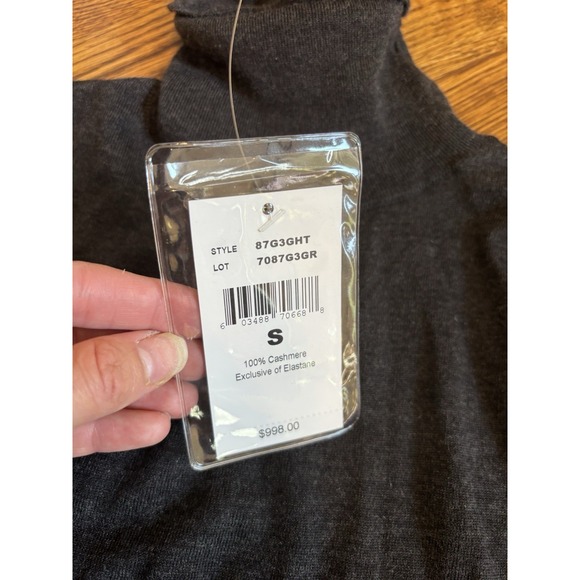 STYLE 87G3GHT
LOT 7087G3GR
6 03488 70668 8
S
100% Cashmere
Exclusive of Elastane
$998.00